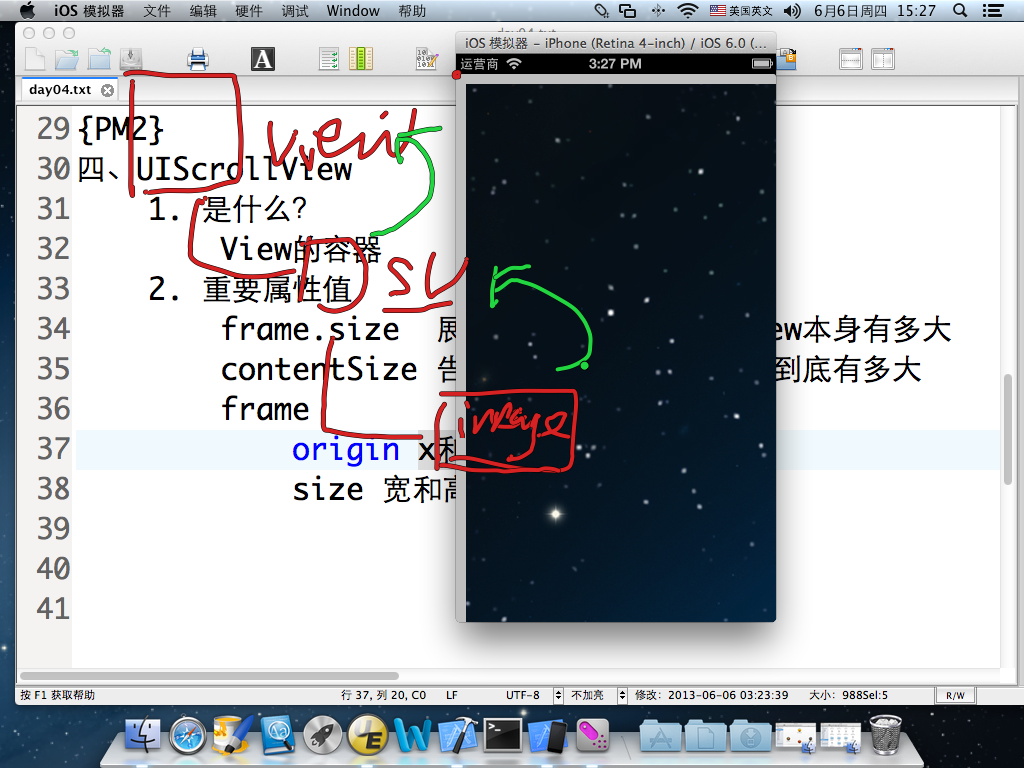 iOS 模拟器 文件 编辑 硬件 调试 Window 帮助 美国英文 6月6日周四 15:27
iOS 模拟器 – iPhone (Retina 4-inch) / iOS 6.0 (...
运营商 3:27 PM
day04.txt
29 {PM2}
30 四、UIScrollView
31 1. 是什么?
32 View的容器
33 2. 重要属性值
sv
34 frame.size 展 ew本身有多大
35 contentSize 告 到底有多大
36 frame
image
37 origin x和
38 size 宽和高
39
40
41
按 F1 获取帮助 行 37, 列 20, C0 LF UTF-8 不加亮 修改: 2013-06-06 03:23:39 大小: 988Sel:5 R/W